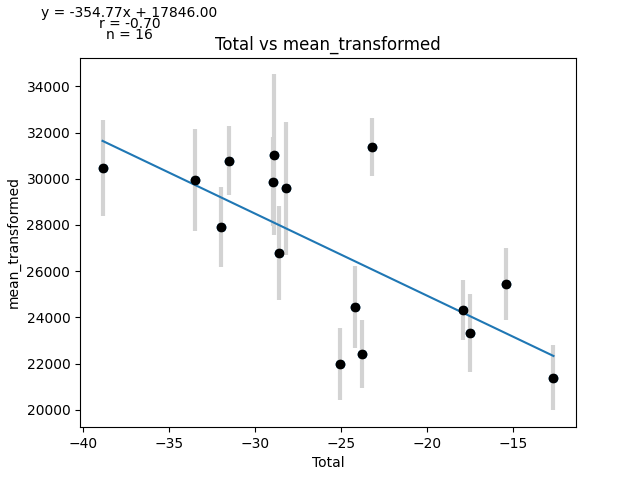 y = -354.77x + 17846.00
r = -0.70
n = 16
Total vs mean_transformed
34000
32000
30000
28000
26000
24000
22000
20000
mean_transformed
−40
−35
−30
−25
−20
−15
Total